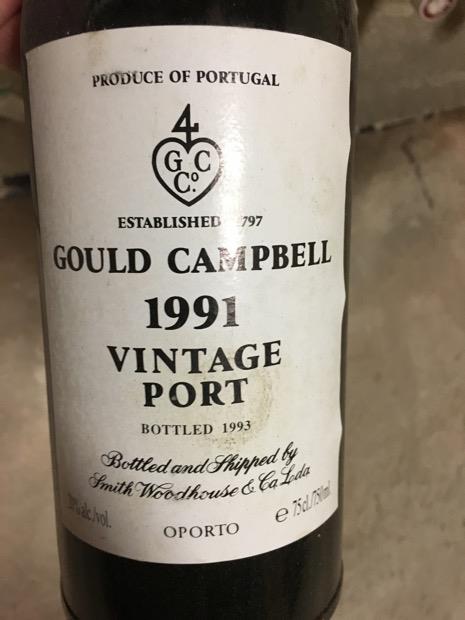 PRODUCE OF PORTUGAL
4
G C
Cº.
ESTABLISHED 1797
GOULD CAMPBELL
1991
VINTAGE
PORT
BOTTLED 1993
Bottled and Shipped by
Smith Woodhouse & Ca. Lda.
20% alc./vol.
OPORTO
e 75cl./750ml.